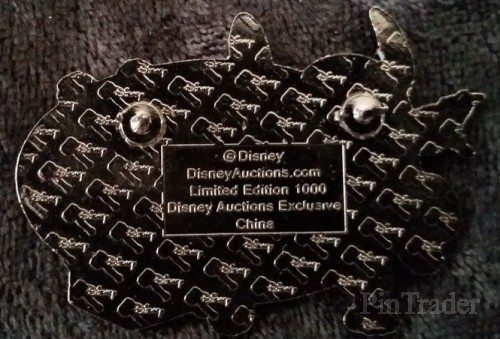 © Disney
DisneyAuctions.com
Limited Edition 1000
Disney Auctions Exclusive
China
PinTrader